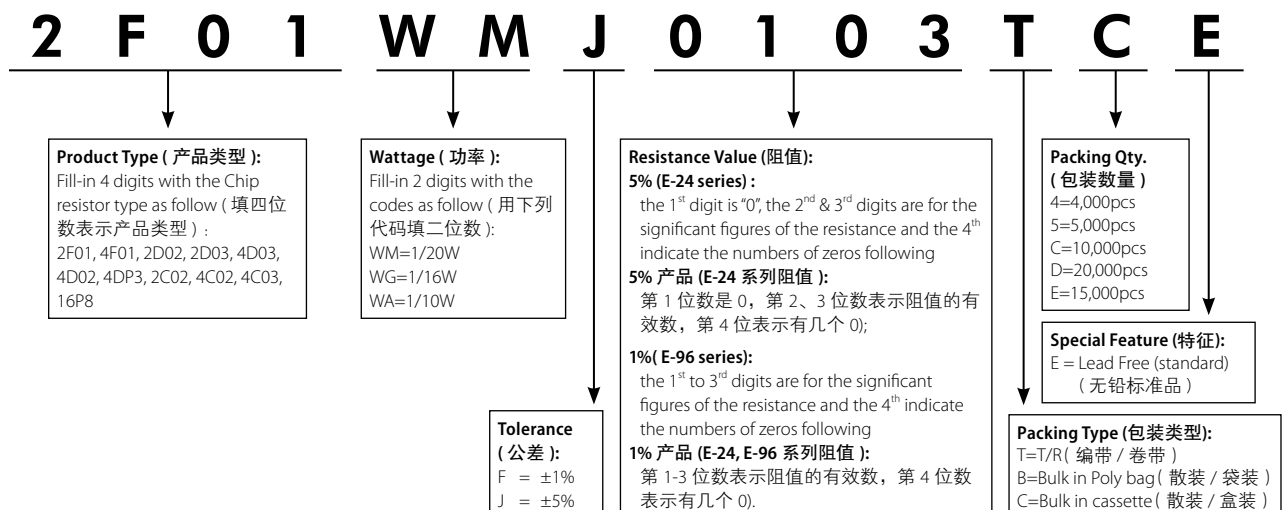 2F01 WM J 0103 T C E
Product Type ( 产品类型 ):
Fill-in 4 digits with the Chip
resistor type as follow ( 填四位
数表示产品类型 ) :
2F01, 4F01, 2D02, 2D03, 4D03,
4D02, 4DP3, 2C02, 4C02, 4C03,
16P8
Wattage ( 功率 ):
Fill-in 2 digits with the
codes as follow ( 用下列
代码填二位数 ):
WM=1/20W
WG=1/16W
WA=1/10W
Tolerance
( 公差 ):
F = ±1%
J = ±5%
Resistance Value (阻值):
5% (E-24 series) :
the 1st digit is “0”, the 2nd & 3rd digits are for the
significant figures of the resistance and the 4th
indicate the numbers of zeros following
5% 产品 (E-24 系列阻值 ):
第 1 位数是 0，第 2、3 位数表示阻值的有
效数，第 4 位表示有几个 0);
1%( E-96 series):
the 1st to 3rd digits are for the significant
figures of the resistance and the 4th indicate
the numbers of zeros following
1% 产品 (E-24, E-96 系列阻值 ):
第 1-3 位数表示阻值的有效数，第 4 位数
表示有几个 0).
Packing Qty.
( 包装数量 )
4=4,000pcs
5=5,000pcs
C=10,000pcs
D=20,000pcs
E=15,000pcs
Special Feature (特征):
E = Lead Free (standard)
( 无铅标准品 )
Packing Type (包装类型):
T=T/R( 编带 / 卷带 )
B=Bulk in Poly bag( 散装 / 袋装 )
C=Bulk in cassette( 散装 / 盒装 )